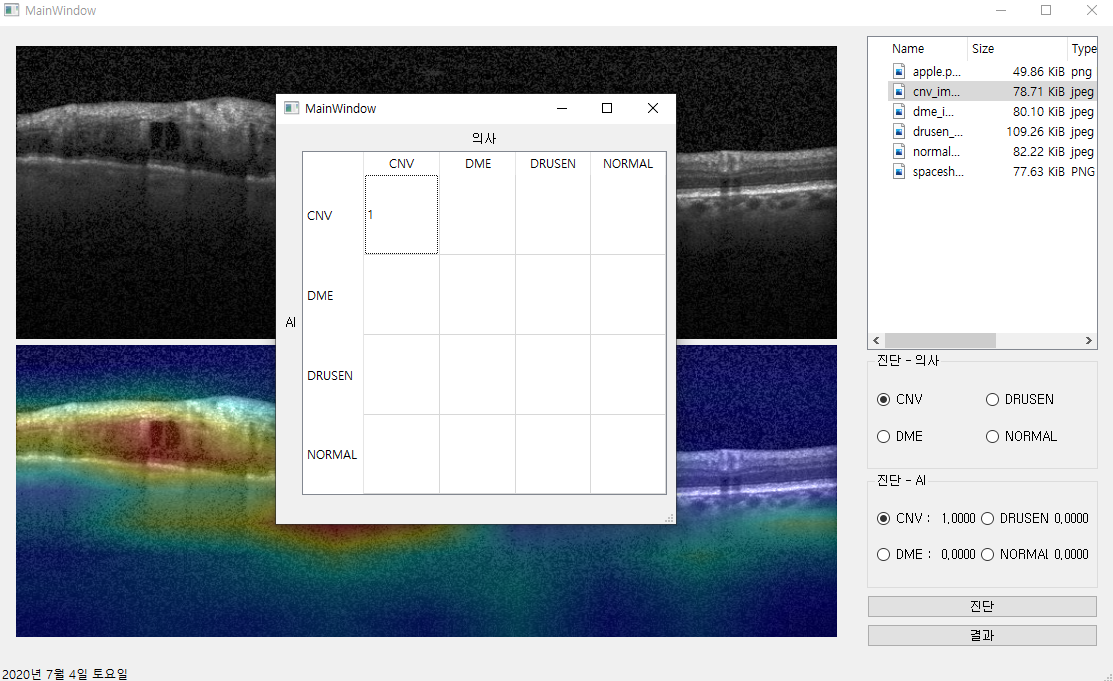 MainWindow
Name Size Type
apple.p... 49.86 KiB png
cnv_im... 78.71 KiB jpeg
dme_i... 80.10 KiB jpeg
drusen_... 109.26 KiB jpeg
normal... 82.22 KiB jpeg
spacesh... 77.63 KiB PNG
MainWindow
의사
CNV DME DRUSEN NORMAL
CNV 1
DME
AI
DRUSEN
NORMAL
진단 - 의사
CNV DRUSEN
DME NORMAL
진단 - AI
CNV : 1,0000 DRUSEN 0,0000
DME : 0,0000 NORMAL 0,0000
진단
결과
2020년 7월 4일 토요일